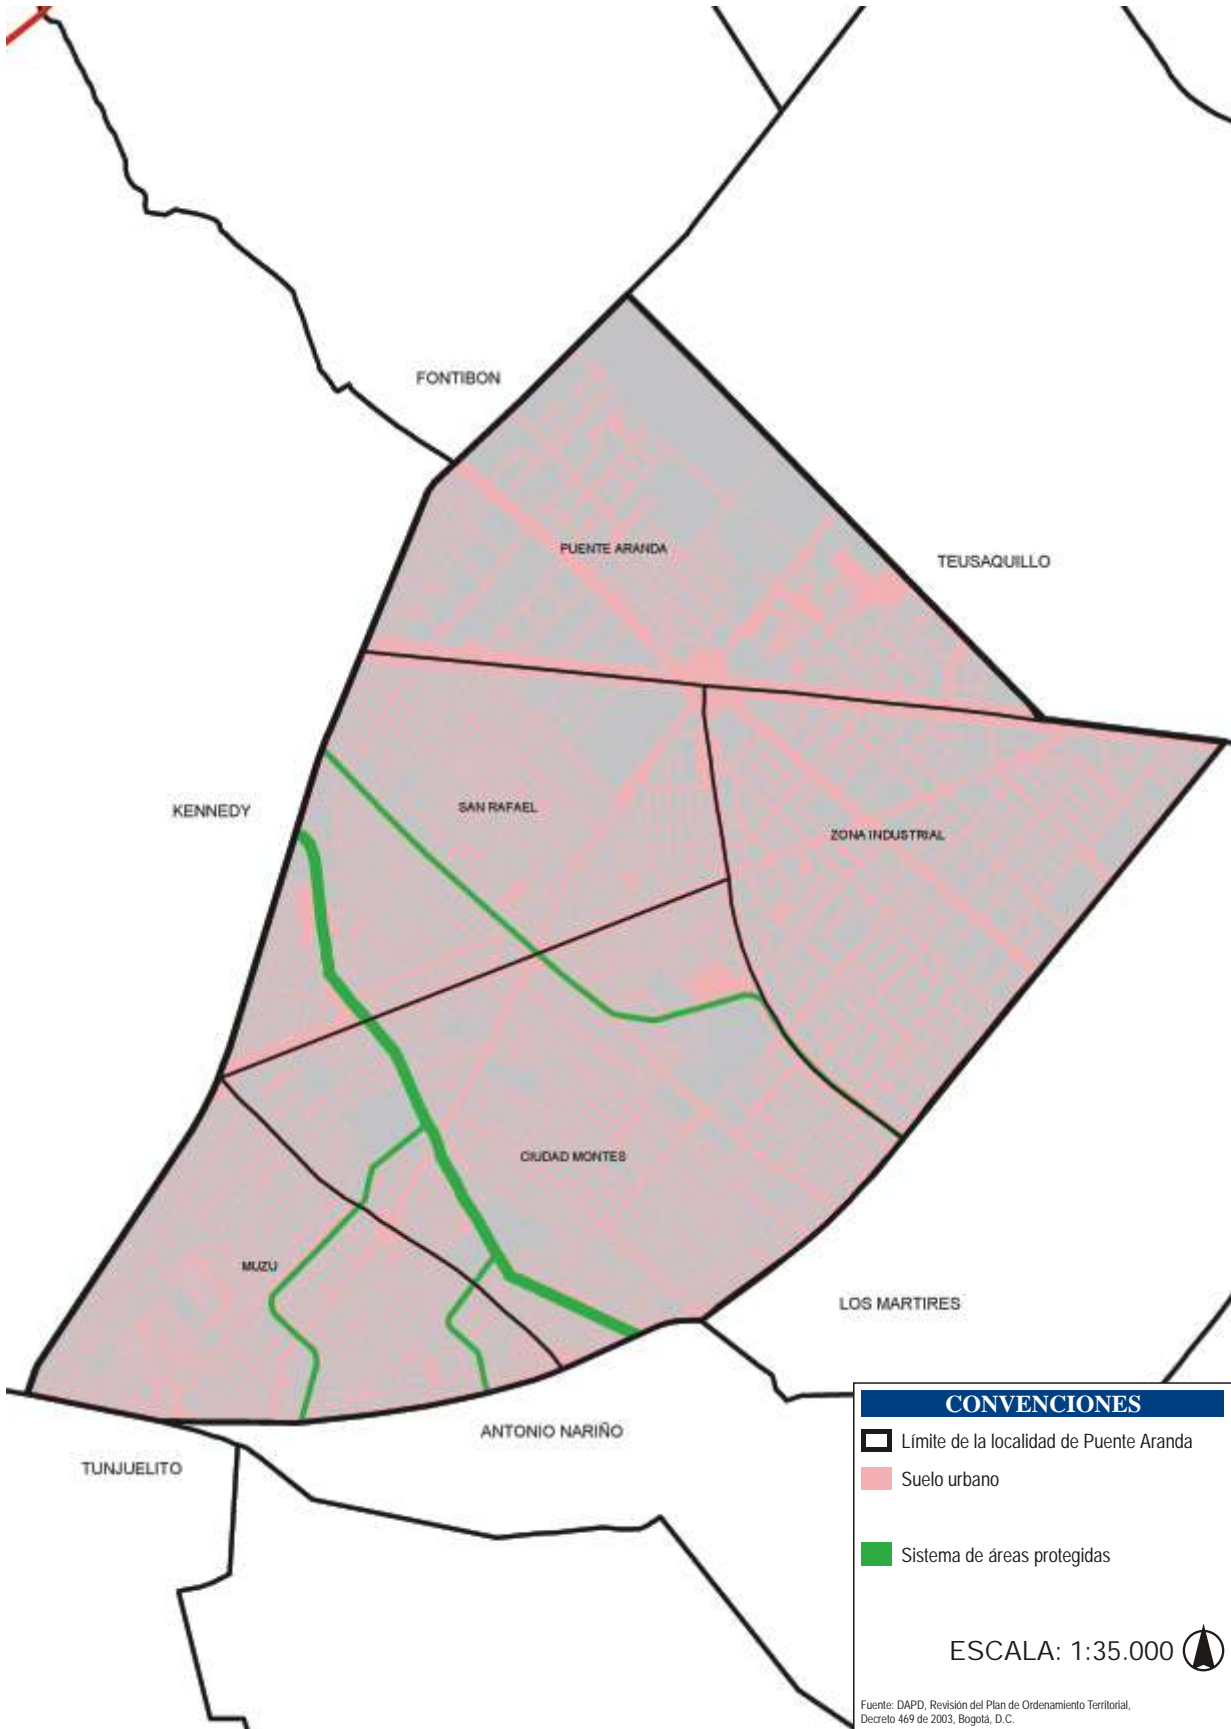 FONTIBON
PUENTE ARANDA
TEUSAQUILLO
KENNEDY
SAN RAFAEL
ZONA INDUSTRIAL
CIUDAD MONTES
MUZU
LOS MARTIRES
ANTONIO NARIÑO
TUNJUELITO
CONVENCIONES
Límite de la localidad de Puente Aranda
Suelo urbano
Sistema de áreas protegidas
ESCALA: 1:35.000
Fuente: DAPD, Revisión del Plan de Ordenamiento Territorial,
Decreto 469 de 2003, Bogotá, D.C.